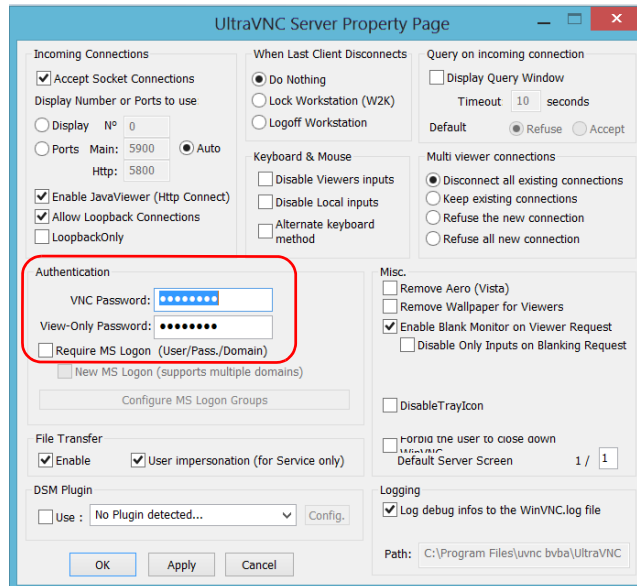 UltraVNC Server Property Page
Incoming Connections
Accept Socket Connections
Display Number or Ports to use
Display Nº 0
Ports Main: 5900 Auto
Http: 5800
Enable JavaViewer (Http Connect)
Allow Loopback Connections
LoopbackOnly
When Last Client Disconnects
Do Nothing
Lock Workstation (W2K)
Logoff Workstation
Keyboard & Mouse
Disable Viewers inputs
Disable Local inputs
Alternate keyboard
method
Query on incoming connection
Display Query Window
Timeout 10 seconds
Default Refuse Accept
Multi viewer connections
Disconnect all existing connections
Keep existing connections
Refuse the new connection
Refuse all new connection
Authentication
VNC Password: ●●●●●●●●
View-Only Password: ●●●●●●●●
Require MS Logon (User/Pass./Domain)
New MS Logon (supports multiple domains)
Configure MS Logon Groups
File Transfer
Enable User impersonation (for Service only)
DSM Plugin
Use : No Plugin detected... Config.
OK Apply Cancel
Misc.
Remove Aero (Vista)
Remove Wallpaper for Viewers
Enable Blank Monitor on Viewer Request
Disable Only Inputs on Blanking Request
DisableTrayIcon
Forbid the user to close down
WinVNC
Default Server Screen 1 / 1
Logging
Log debug infos to the WinVNC.log file
Path: C:\Program Files\uvnc bvba\UltraVNC